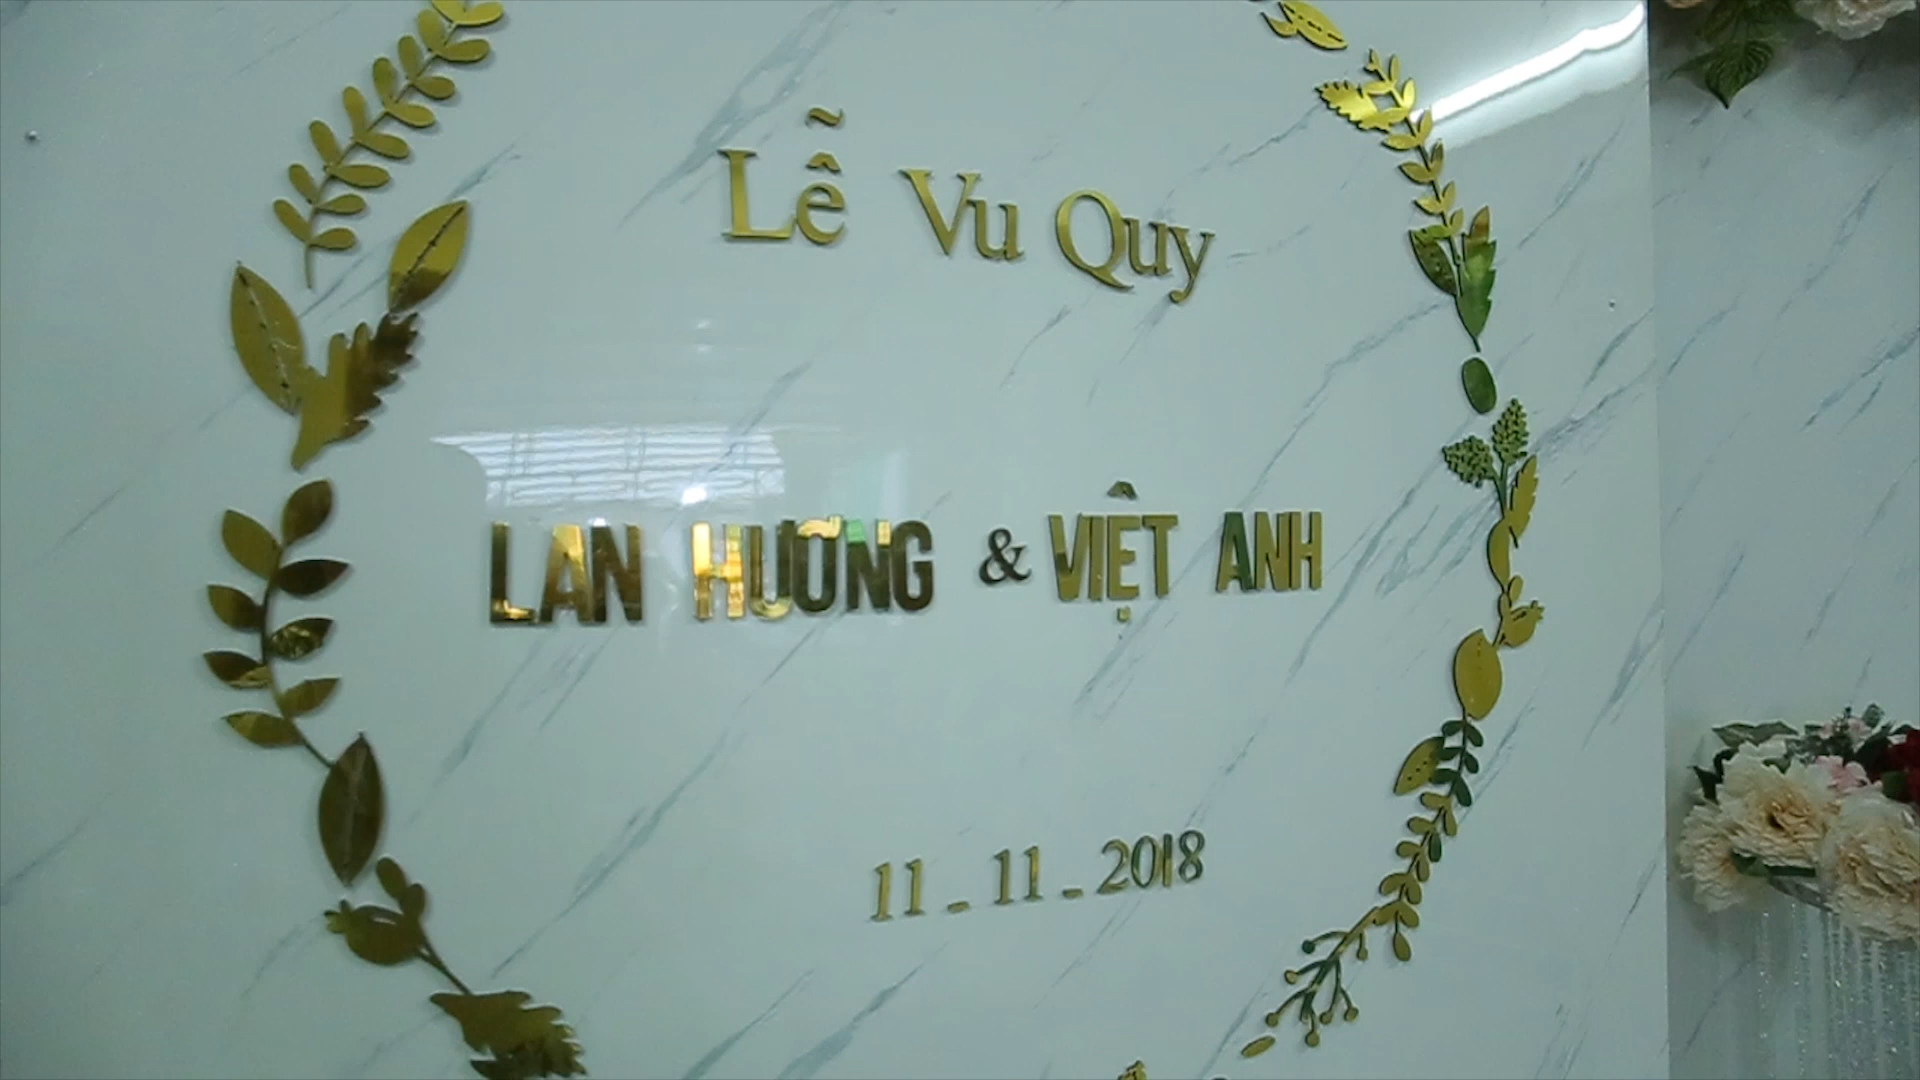 Lễ Vu Quy
LAN HƯƠNG & VIỆT ANH
11 _ 11 _ 2018